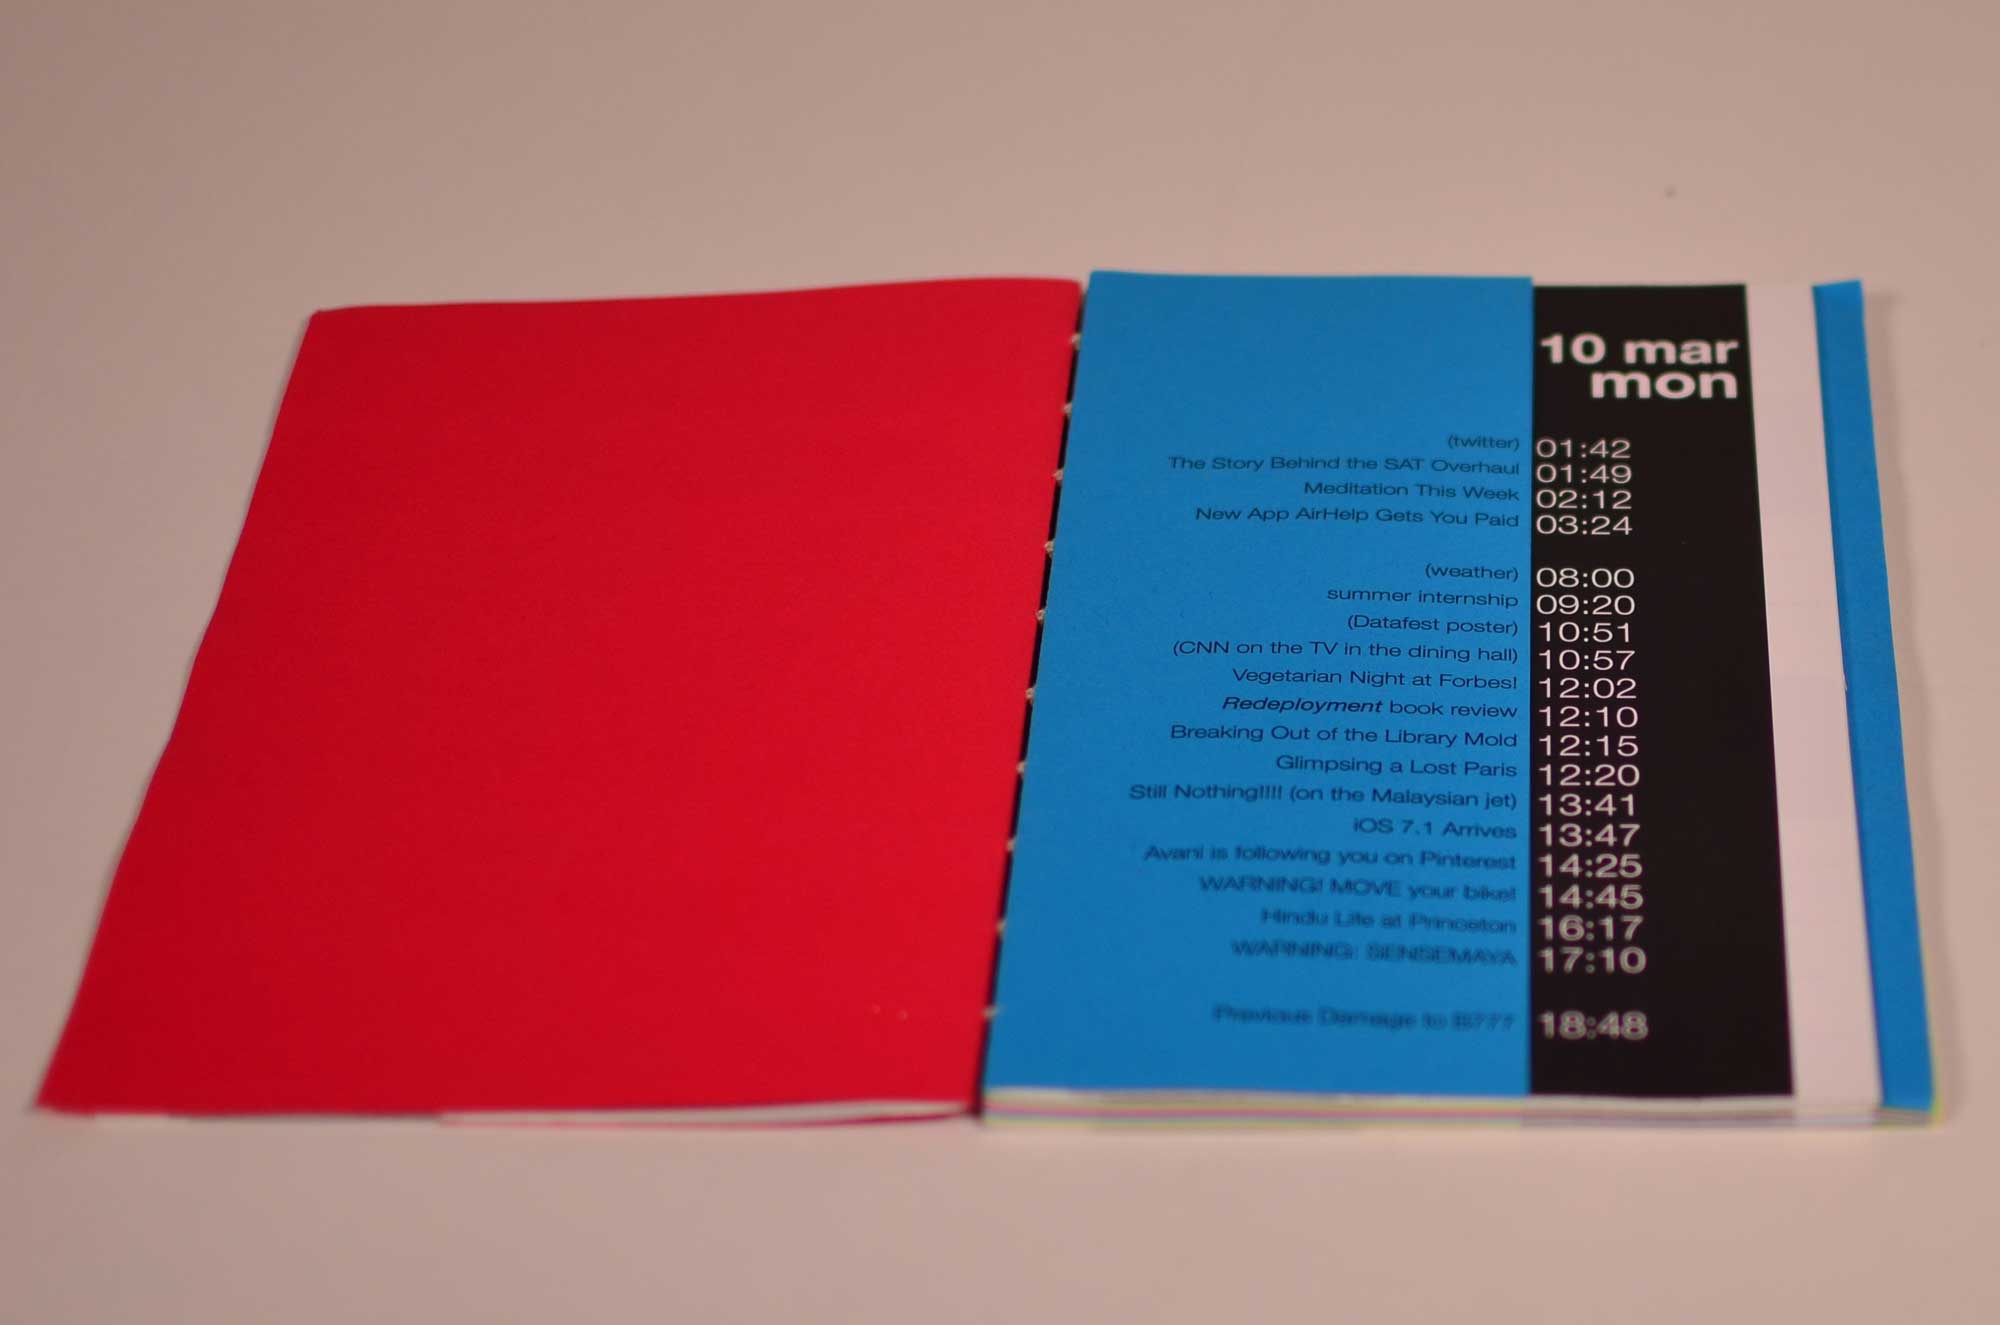 10 mar
mon
(twitter) 01:42
The Story Behind the SAT Overhaul 01:49
Meditation This Week 02:12
New App AirHelp Gets You Paid 03:24
(weather) 08:00
summer internship 09:20
(Datafest poster) 10:51
(CNN on the TV in the dining hall) 10:57
Vegetarian Night at Forbes! 12:02
Redeployment book review 12:10
Breaking Out of the Library Mold 12:15
Glimpsing a Lost Paris 12:20
Still Nothing!!!! (on the Malaysian jet) 13:41
iOS 7.1 Arrives 13:47
Avani is following you on Pinterest 14:25
WARNING! MOVE your bike! 14:45
Hindu Life at Princeton 16:17
WARNING: SENSEMAYA 17:10
Previous Damage to B777 18:48